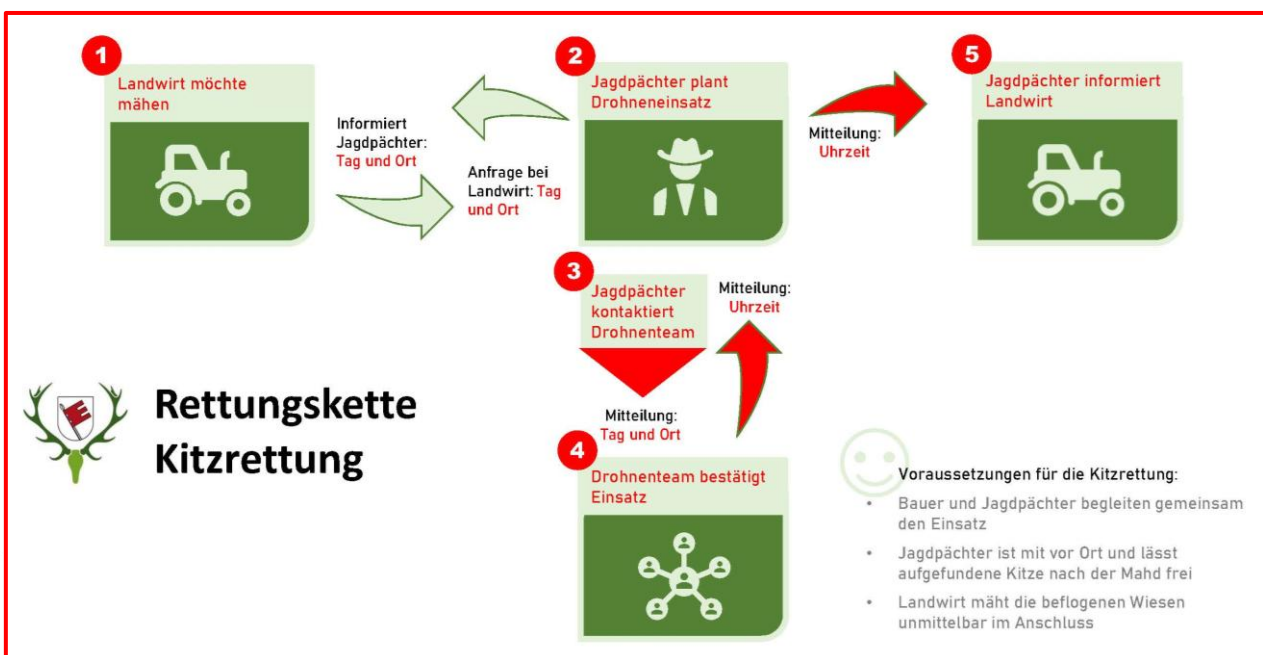 1
Landwirt möchte
mähen
Informiert
Jagdpächter:
Tag und Ort
Anfrage bei
Landwirt: Tag
und Ort
2
Jagdpächter plant
Drohneneinsatz
Mitteilung:
Uhrzeit
5
Jagdpächter informiert
Landwirt
3
Jagdpächter
kontaktiert
Drohnenteam
Mitteilung:
Uhrzeit
Mitteilung:
Tag und Ort
4
Drohnenteam bestätigt
Einsatz
Rettungskette
Kitzrettung
Voraussetzungen für die Kitzrettung:
• Bauer und Jagdpächter begleiten gemeinsam
den Einsatz
• Jagdpächter ist mit vor Ort und lässt
aufgefundene Kitze nach der Mahd frei
• Landwirt mäht die beflogenen Wiesen
unmittelbar im Anschluss